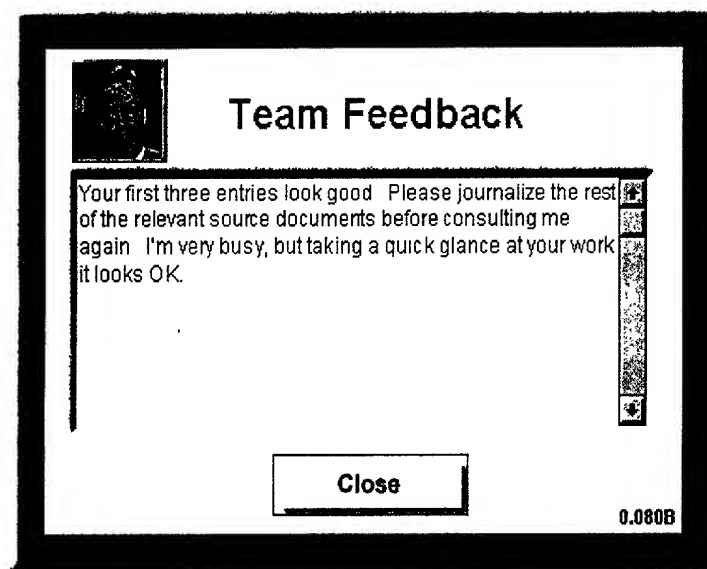 Team Feedback
Your first three entries look good Please journalize the rest
of the relevant source documents before consulting me
again I'm very busy, but taking a quick glance at your work
it looks OK.
Close
0.080B